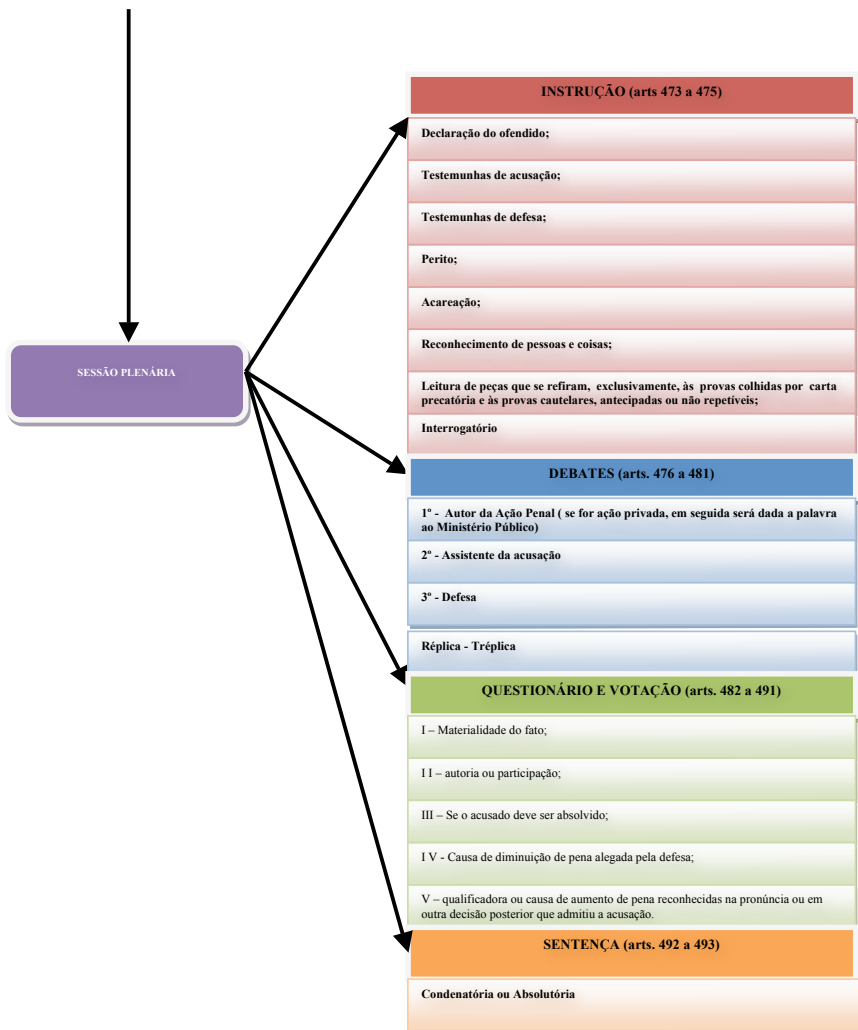 SESSÃO PLENÁRIA
INSTRUÇÃO (arts 473 a 475)
Declaração do ofendido;
Testemunhas de acusação;
Testemunhas de defesa;
Perito;
Acareação;
Reconhecimento de pessoas e coisas;
Leitura de peças que se refiram, exclusivamente, às provas colhidas por carta
precatória e às provas cautelares, antecipadas ou não repetíveis;
Interrogatório
DEBATES (arts. 476 a 481)
1º - Autor da Ação Penal ( se for ação privada, em seguida será dada a palavra
ao Ministério Público)
2º - Assistente da acusação
3º - Defesa
Réplica - Tréplica
QUESTIONÁRIO E VOTAÇÃO (arts. 482 a 491)
I – Materialidade do fato;
I I – autoria ou participação;
III – Se o acusado deve ser absolvido;
I V - Causa de diminuição de pena alegada pela defesa;
V – qualificadora ou causa de aumento de pena reconhecidas na pronúncia ou em
outra decisão posterior que admitiu a acusação.
SENTENÇA (arts. 492 a 493)
Condenatória ou Absolutória